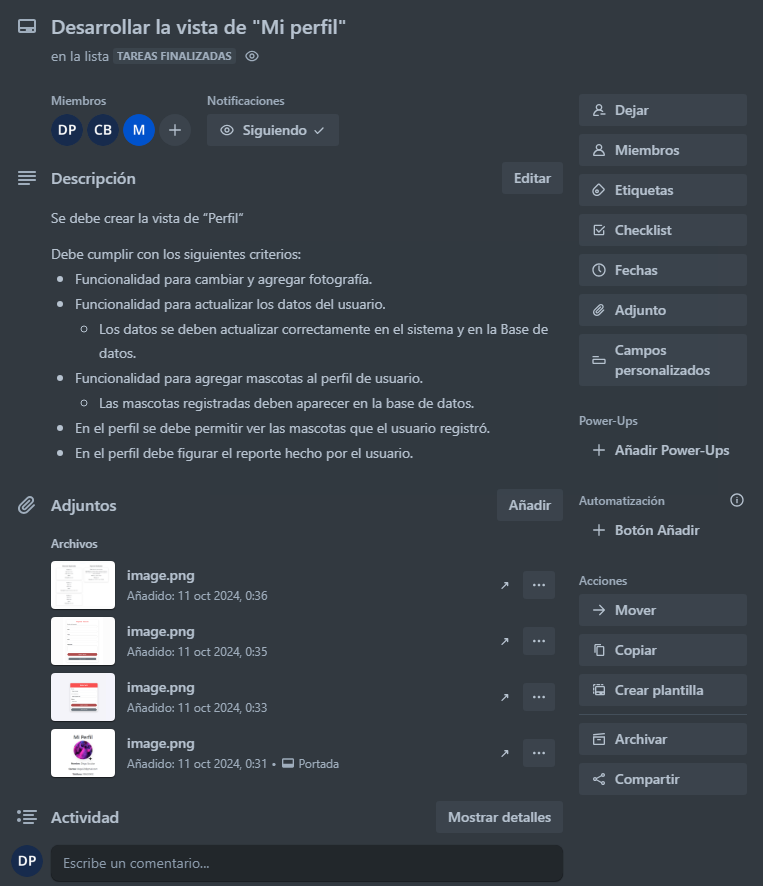 Desarrollar la vista de "Mi perfil"
en la lista TAREAS FINALIZADAS
Miembros
DP CB M
Notificaciones
Siguiendo
Descripción
Editar
Se debe crear la vista de “Perfil”
Debe cumplir con los siguientes criterios:
Funcionalidad para cambiar y agregar fotografía.
Funcionalidad para actualizar los datos del usuario.
Los datos se deben actualizar correctamente en el sistema y en la Base de
datos.
Funcionalidad para agregar mascotas al perfil de usuario.
Las mascotas registradas deben aparecer en la base de datos.
En el perfil se debe permitir ver las mascotas que el usuario registró.
En el perfil debe figurar el reporte hecho por el usuario.
Adjuntos
Añadir
Archivos
image.png
Añadido: 11 oct 2024, 0:36
image.png
Añadido: 11 oct 2024, 0:35
image.png
Añadido: 11 oct 2024, 0:33
Mi Perfil
image.png
Añadido: 11 oct 2024, 0:31 • Portada
Actividad
Mostrar detalles
DP
Escribe un comentario...
Dejar
Miembros
Etiquetas
Checklist
Fechas
Adjunto
Campos
personalizados
Power-Ups
Añadir Power-Ups
Automatización
Botón Añadir
Acciones
Mover
Copiar
Crear plantilla
Archivar
Compartir